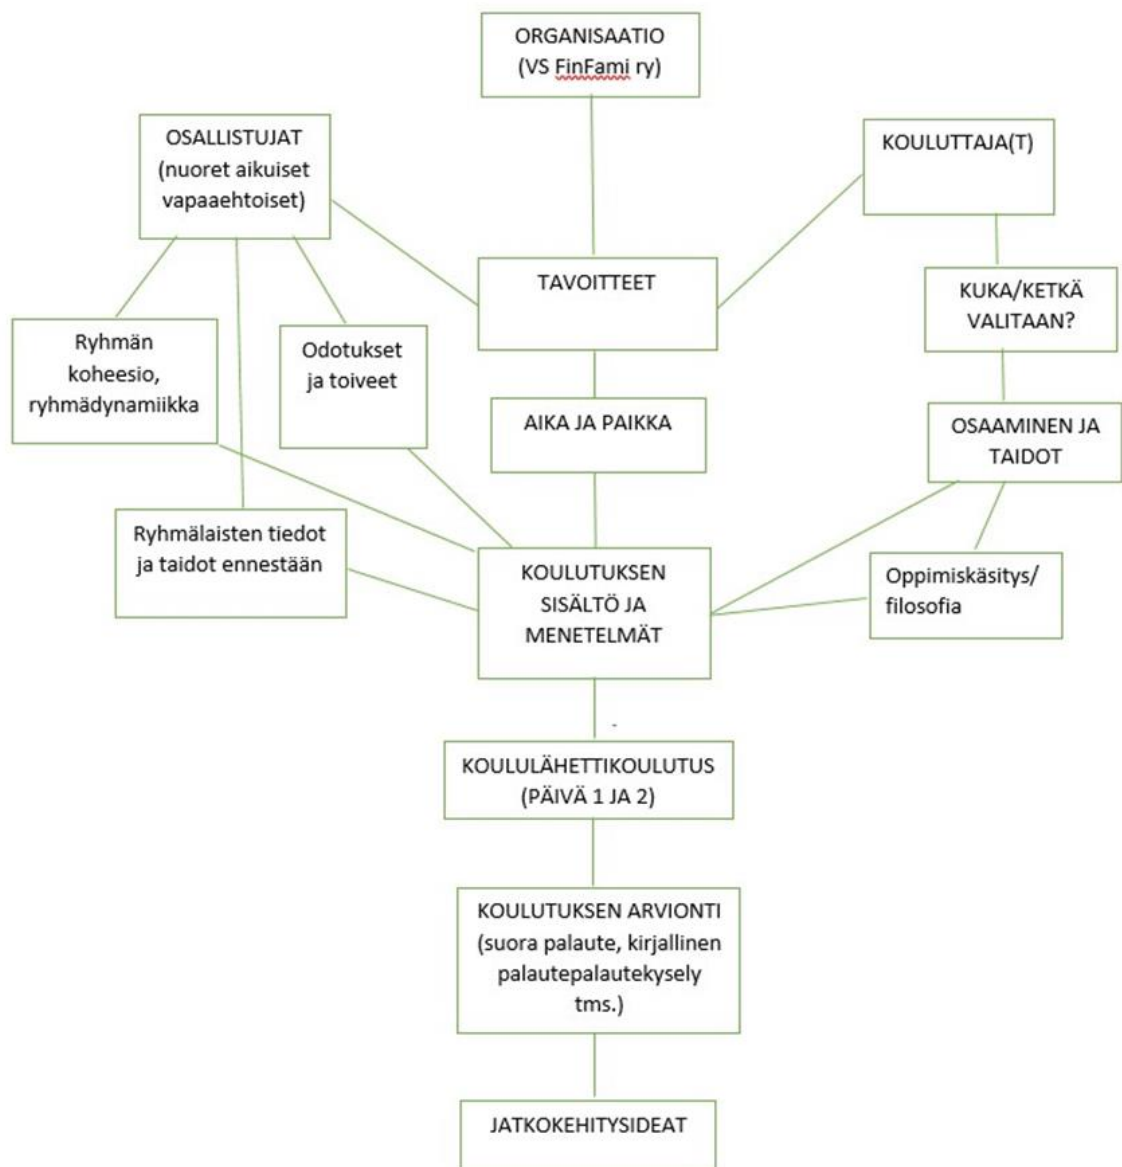 ORGANISAATIO
(VS FinFami ry)
OSALLISTUJAT
(nuoret aikuiset
vapaaehtoiset)
KOULUTTAJA(T)
TAVOITTEET
KUKA/KETKÄ
VALITAAN?
Ryhmän
koheesio,
ryhmädynamiikka
Odotukset
ja toiveet
AIKA JA PAIKKA
OSAAMINEN JA
TAIDOT
Ryhmäläisten tiedot
ja taidot ennestään
KOULUTUKSEN
SISÄLTÖ JA
MENETELMÄT
Oppimiskäsitys/
filosofia
KOULULÄHETTIKOULUTUS
(PÄIVÄ 1 JA 2)
KOULUTUKSEN ARVIONTI
(suora palaute, kirjallinen
palautepalautekysely
tms.)
JATKOKEHITYSIDEAT